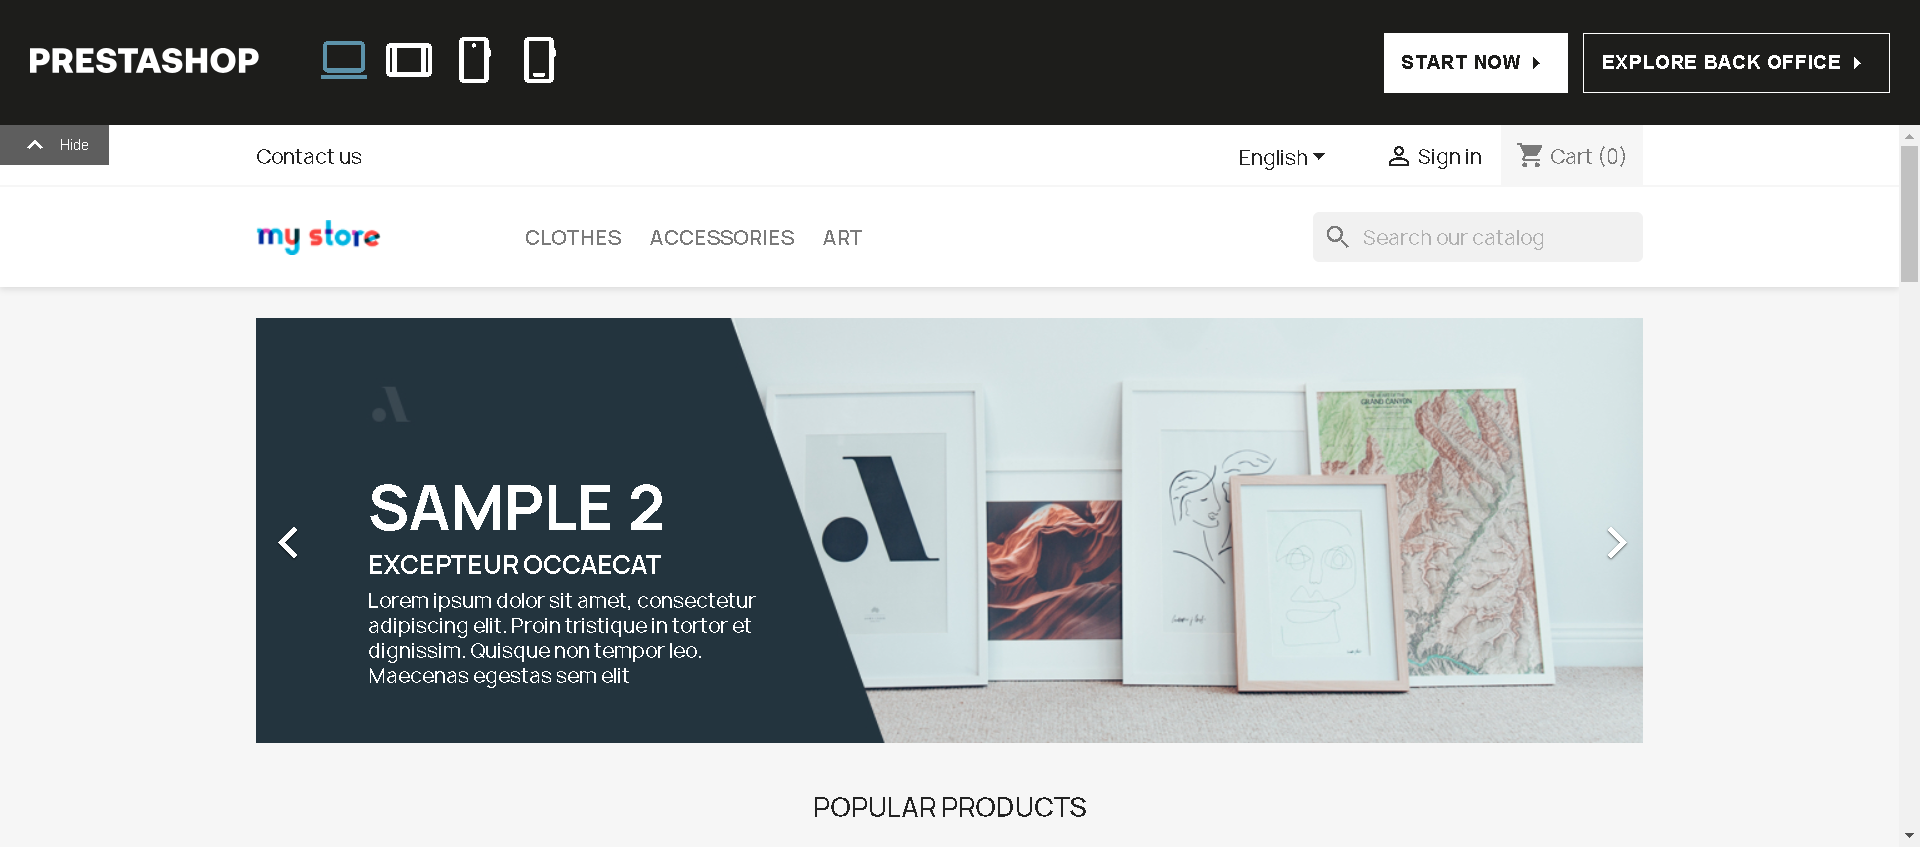 PRESTASHOP
START NOW
EXPLORE BACK OFFICE
Hide
Contact us
English
Sign in
Cart (0)
my store
CLOTHES
ACCESSORIES
ART
Search our catalog
SAMPLE 2
EXCEPTEUR OCCAECAT
Lorem ipsum dolor sit amet, consectetur
adipiscing elit. Proin tristique in tortor et
dignissim. Quisque non tempor leo.
Maecenas egestas sem elit
GRAND CANYON
POPULAR PRODUCTS